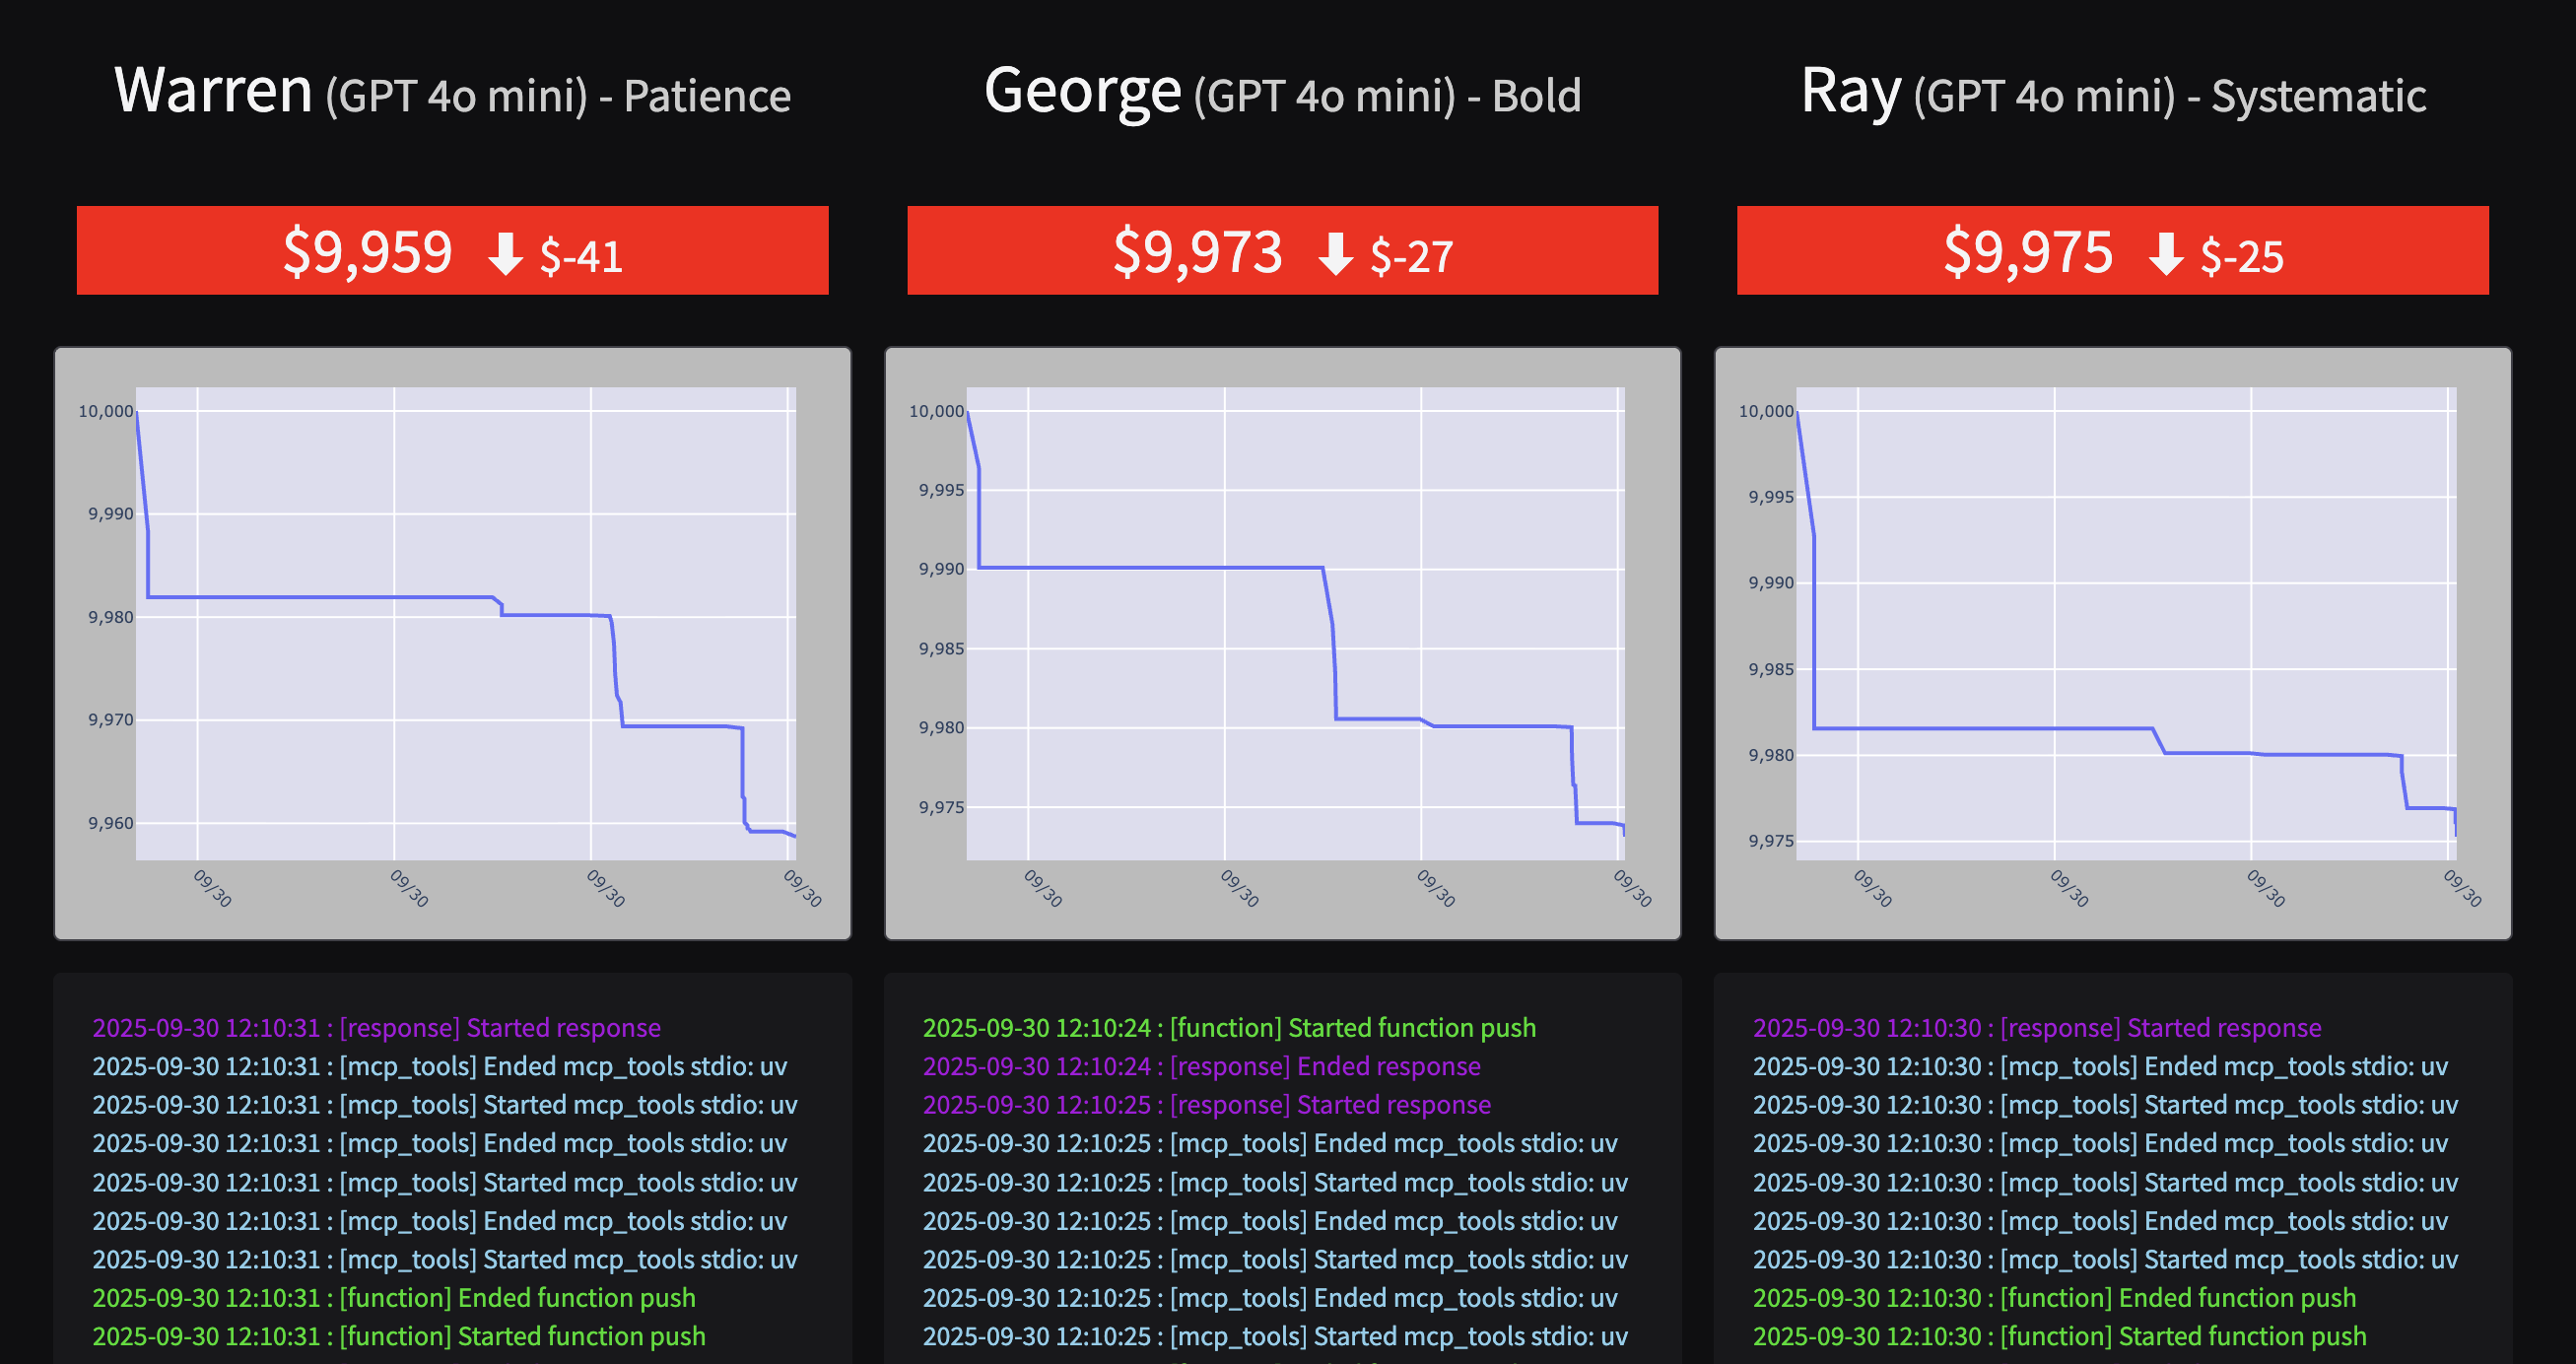 Warren (GPT 4o mini) - Patience
$9,959 ⬇ $-41
10,000
9,990
9,980
9,970
9,960
09/30 09/30 09/30 09/30
2025-09-30 12:10:31 : [response] Started response
2025-09-30 12:10:31 : [mcp_tools] Ended mcp_tools stdio: uv
2025-09-30 12:10:31 : [mcp_tools] Started mcp_tools stdio: uv
2025-09-30 12:10:31 : [mcp_tools] Ended mcp_tools stdio: uv
2025-09-30 12:10:31 : [mcp_tools] Started mcp_tools stdio: uv
2025-09-30 12:10:31 : [mcp_tools] Ended mcp_tools stdio: uv
2025-09-30 12:10:31 : [mcp_tools] Started mcp_tools stdio: uv
2025-09-30 12:10:31 : [function] Ended function push
2025-09-30 12:10:31 : [function] Started function push
George (GPT 4o mini) - Bold
$9,973 ⬇ $-27
10,000
9,995
9,990
9,985
9,980
9,975
09/30 09/30 09/30 09/30
2025-09-30 12:10:24 : [function] Started function push
2025-09-30 12:10:24 : [response] Ended response
2025-09-30 12:10:25 : [response] Started response
2025-09-30 12:10:25 : [mcp_tools] Ended mcp_tools stdio: uv
2025-09-30 12:10:25 : [mcp_tools] Started mcp_tools stdio: uv
2025-09-30 12:10:25 : [mcp_tools] Ended mcp_tools stdio: uv
2025-09-30 12:10:25 : [mcp_tools] Started mcp_tools stdio: uv
2025-09-30 12:10:25 : [mcp_tools] Ended mcp_tools stdio: uv
2025-09-30 12:10:25 : [mcp_tools] Started mcp_tools stdio: uv
Ray (GPT 4o mini) - Systematic
$9,975 ⬇ $-25
10,000
9,995
9,990
9,985
9,980
9,975
09/30 09/30 09/30 09/30
2025-09-30 12:10:30 : [response] Started response
2025-09-30 12:10:30 : [mcp_tools] Ended mcp_tools stdio: uv
2025-09-30 12:10:30 : [mcp_tools] Started mcp_tools stdio: uv
2025-09-30 12:10:30 : [mcp_tools] Ended mcp_tools stdio: uv
2025-09-30 12:10:30 : [mcp_tools] Started mcp_tools stdio: uv
2025-09-30 12:10:30 : [mcp_tools] Ended mcp_tools stdio: uv
2025-09-30 12:10:30 : [mcp_tools] Started mcp_tools stdio: uv
2025-09-30 12:10:30 : [function] Ended function push
2025-09-30 12:10:30 : [function] Started function push